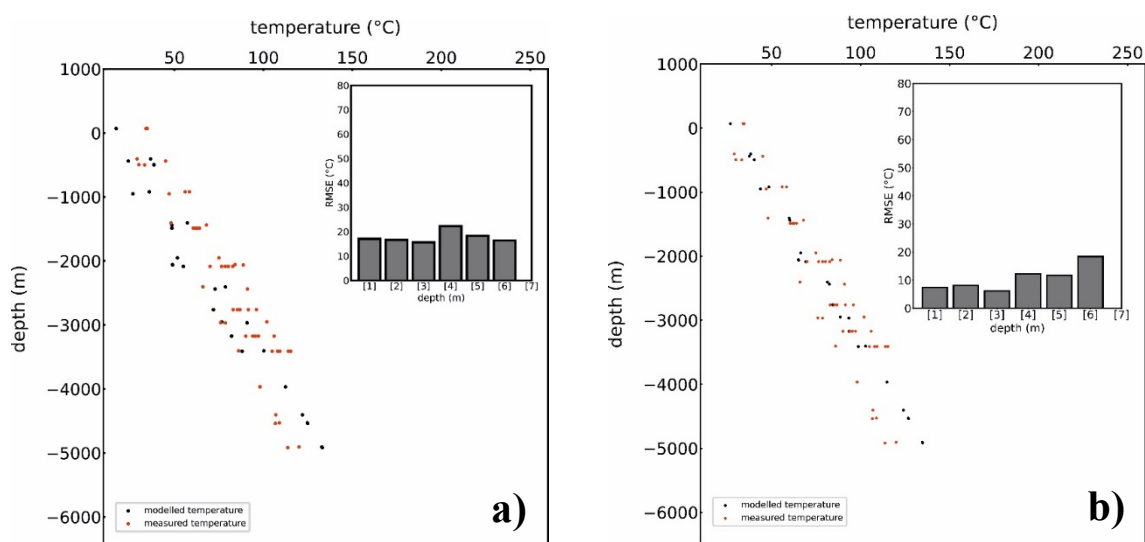 temperature (°C)
50 100 150 200 250
1000
0
−1000
−2000
−3000
−4000
−5000
−6000
depth (m)
80
70
60
50
40
30
20
10
0
RMSE (°C)
[1] [2] [3] [4] [5] [6] [7]
depth (m)
modelled temperature
measured temperature
a)
temperature (°C)
50 100 150 200 250
1000
0
−1000
−2000
−3000
−4000
−5000
−6000
depth (m)
80
70
60
50
40
30
20
10
0
RMSE (°C)
[1] [2] [3] [4] [5] [6] [7]
depth (m)
modelled temperature
measured temperature
b)